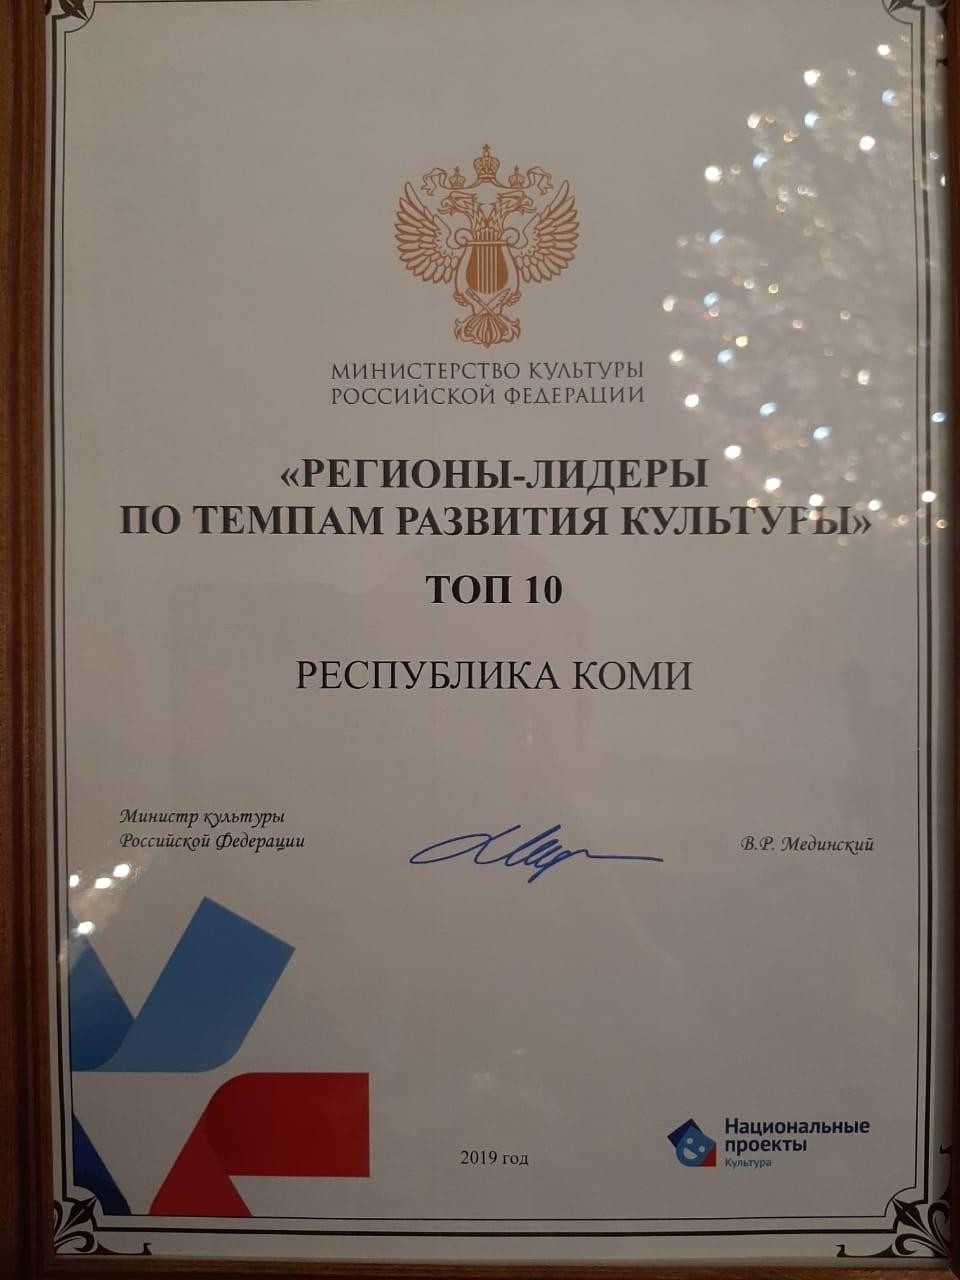 МИНИСТЕРСТВО КУЛЬТУРЫ
РОССИЙСКОЙ ФЕДЕРАЦИИ
«РЕГИОНЫ-ЛИДЕРЫ
ПО ТЕМПАМ РАЗВИТИЯ КУЛЬТУРЫ»
ТОП 10
РЕСПУБЛИКА КОМИ
Министр культуры
Российской Федерации
В.Р. Мединский
2019 год
Национальные
проекты
Культура